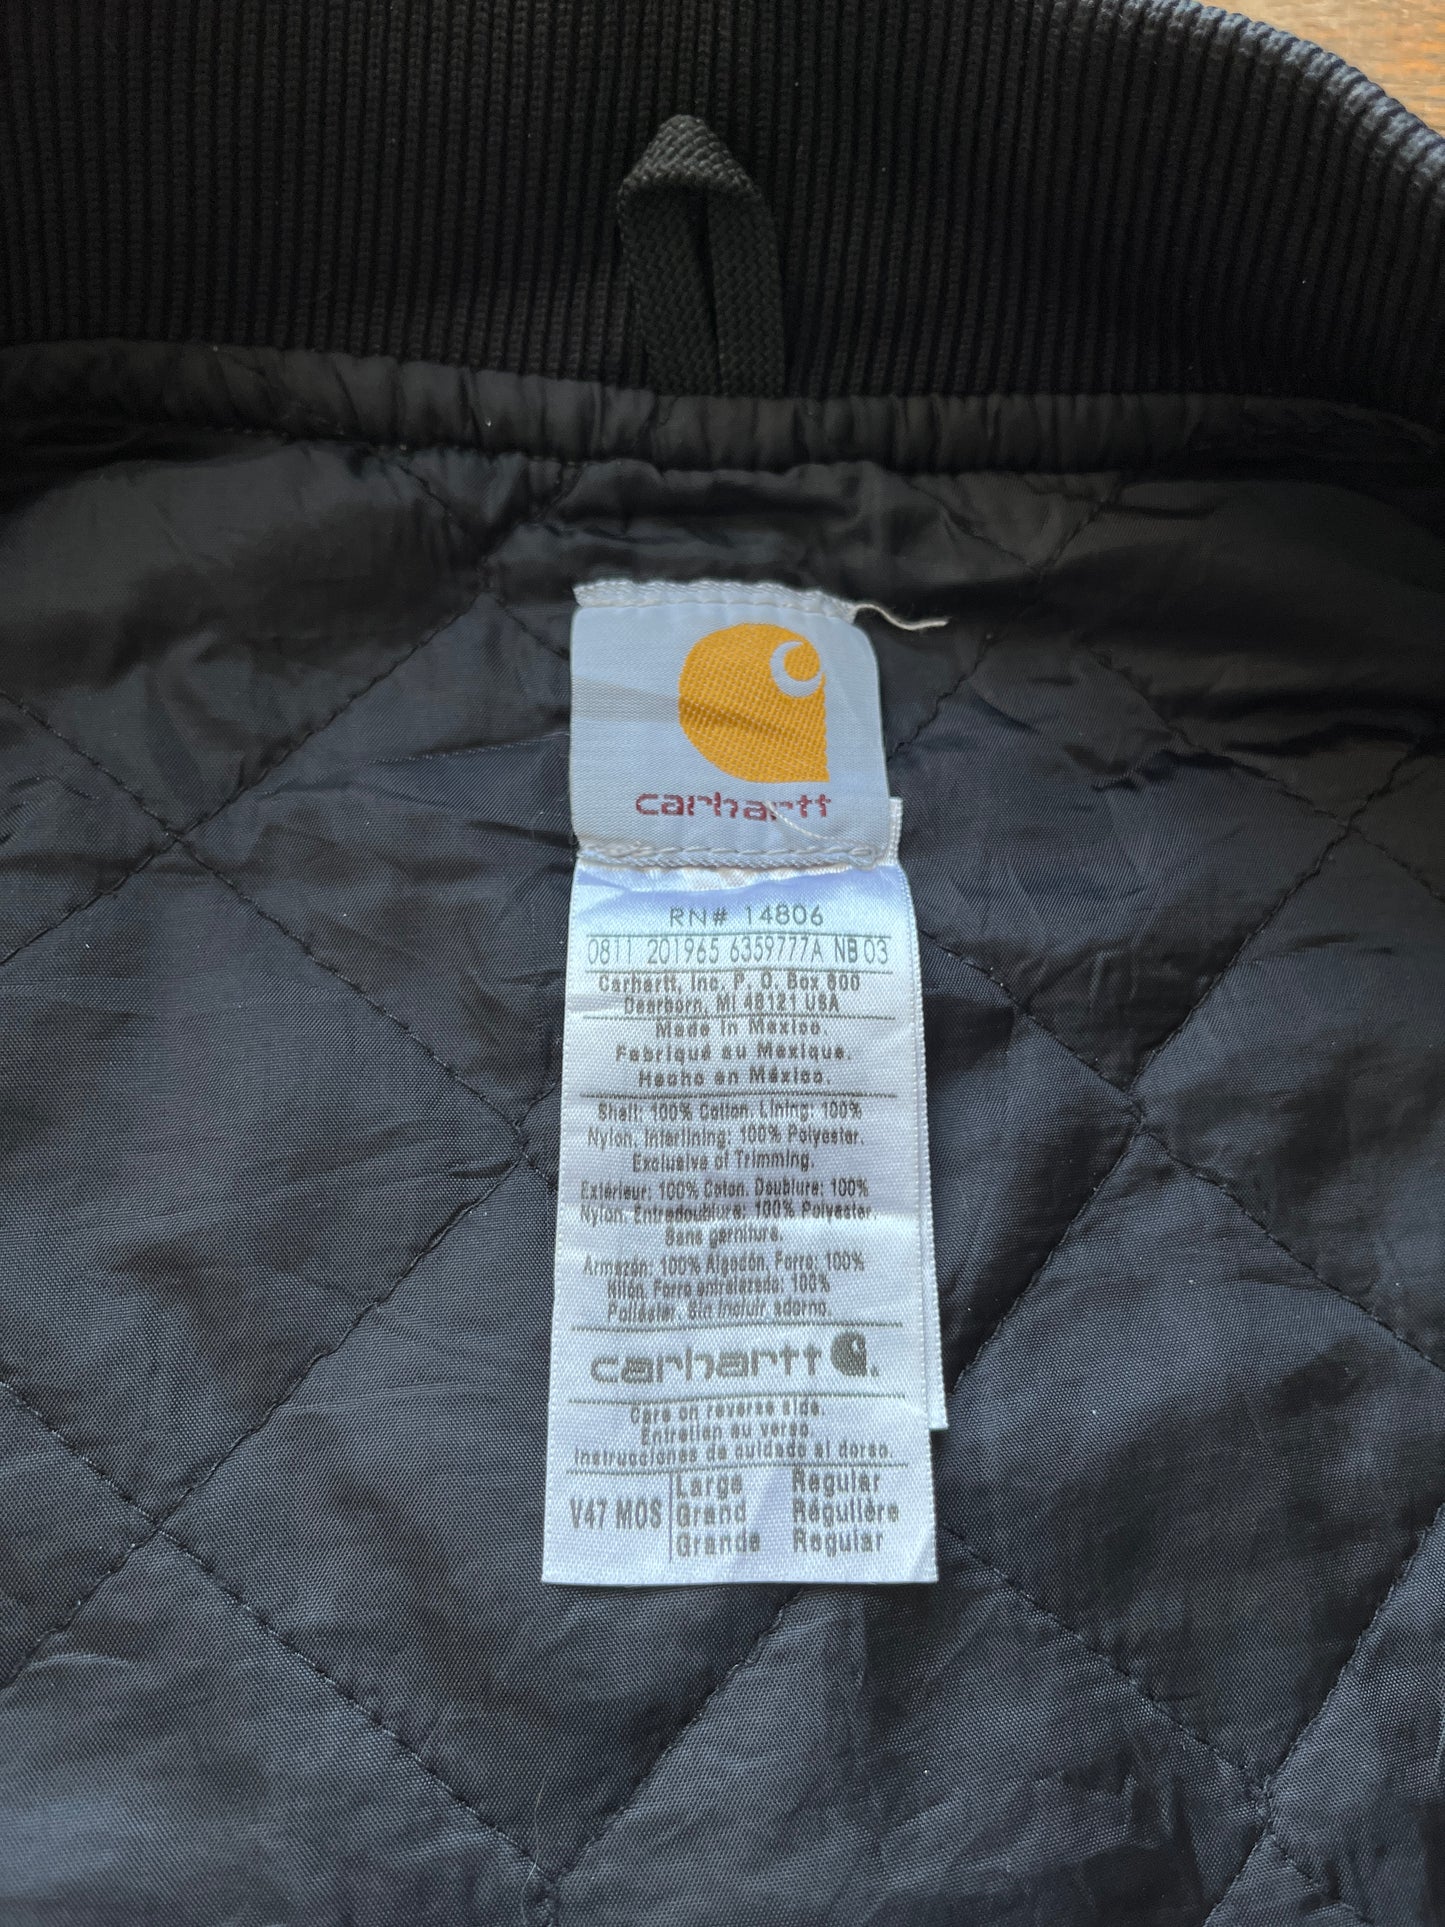 carhartt
RN# 14806
0811 201965 6359777A NB 03
Carhartt, Inc. P. O. Box 600
Dearborn, MI 48121 USA
Made in Mexico.
Fabriqué au Mexique.
Hecho en México.
Shell: 100% Cotton. Lining: 100%
Nylon. Interlining: 100% Polyester.
Exclusive of Trimming.
Extérieur: 100% Coton. Doublure: 100%
Nylon. Entredoublure: 100% Polyester.
Sans garniture.
Armazón: 100% Algodón. Forro: 100%
Nilón. Forro entrelazada: 100%
Poliéster. Sin incluir adorno.
carhartt
Care on reverse side.
Entretien au verso.
Instrucciones de cuidado al dorso.
V47 MOS
Large Regular
Grand Régulière
Grande Regular